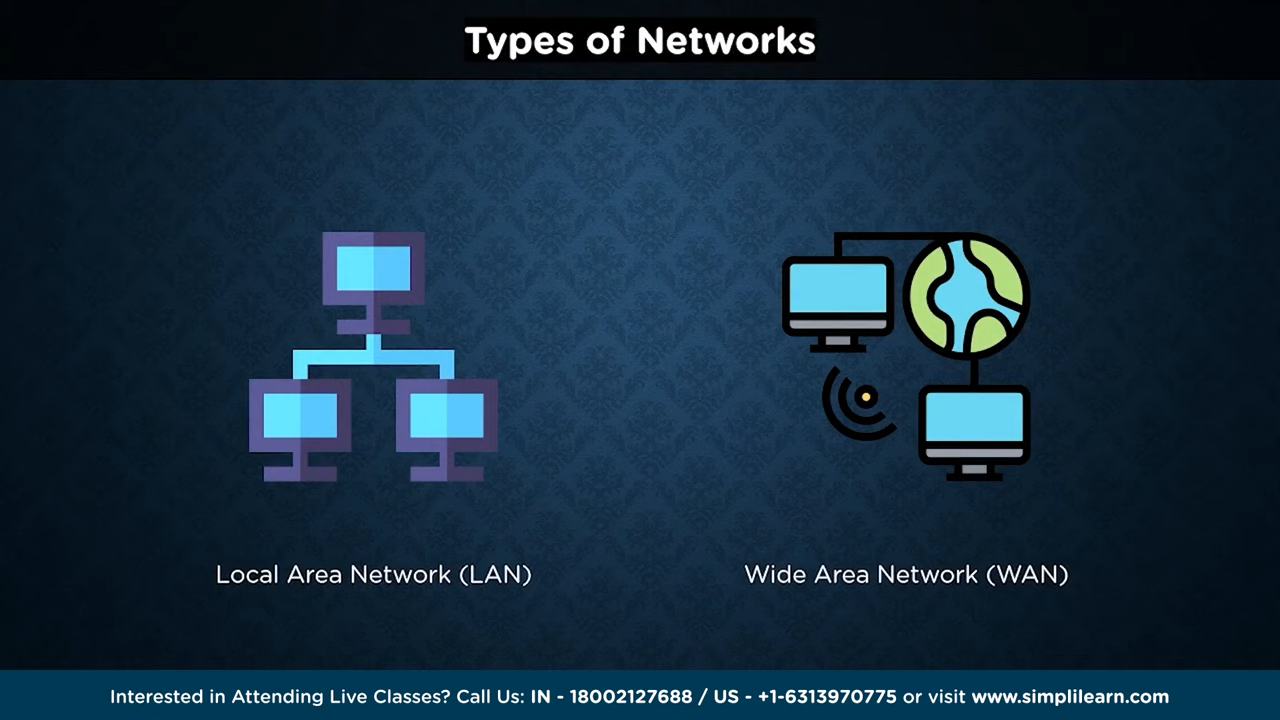 Types of Networks
Local Area Network (LAN)
Wide Area Network (WAN)
Interested in Attending Live Classes? Call Us: IN - 18002127688 / US - +1-6313970775 or visit www.simplilearn.com